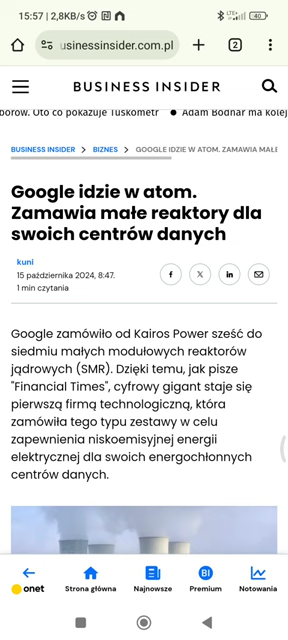 15:57 | 2,8KB/s
LTE+
40
usinessinsider.com.pl
2
BUSINESS INSIDER
borów. Oto co pokazuje Tuskometr
Adam Bodnar ma kolej
BUSINESS INSIDER > BIZNES > GOOGLE IDZIE W ATOM. ZAMAWIA MAŁE
Google idzie w atom.
Zamawia małe reaktory dla
swoich centrów danych
kuni
15 października 2024, 8:47.
1 min czytania
Google zamówiło od Kairos Power sześć do
siedmiu małych modułowych reaktorów
jądrowych (SMR). Dzięki temu, jak pisze
"Financial Times", cyfrowy gigant staje się
pierwszą firmą technologiczną, która
zamówiła tego typu zestawy w celu
zapewnienia niskoemisyjnej energii
elektrycznej dla swoich energochłonnych
centrów danych.
onet
Strona główna
BI
Najnowsze
Premium
Notowania